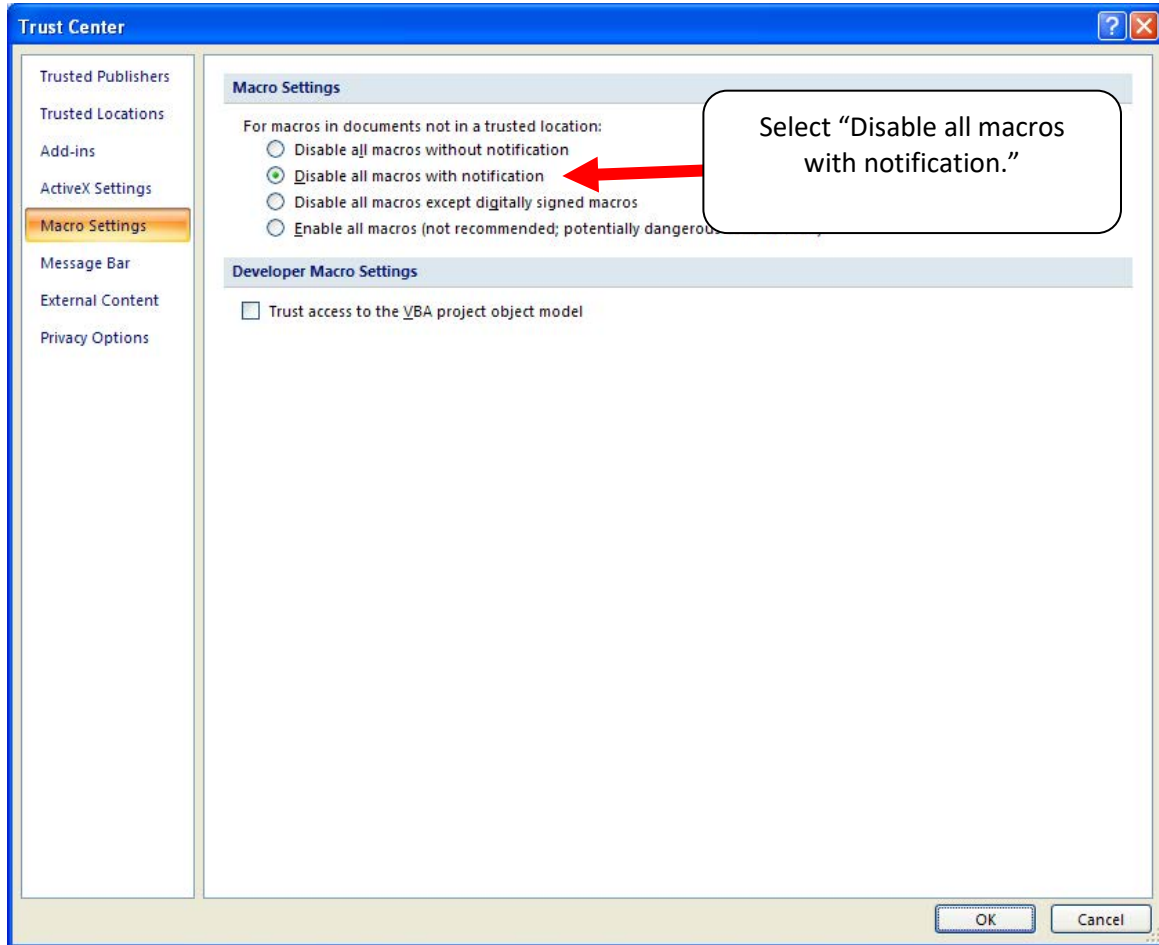 Trust Center
Trusted Publishers
Trusted Locations
Add-ins
ActiveX Settings
Macro Settings
Message Bar
External Content
Privacy Options
Macro Settings
For macros in documents not in a trusted location:
Disable all macros without notification
Disable all macros with notification
Disable all macros except digitally signed macros
Enable all macros (not recommended; potentially dangerous
Select “Disable all macros
with notification.”
Developer Macro Settings
Trust access to the VBA project object model
OK
Cancel